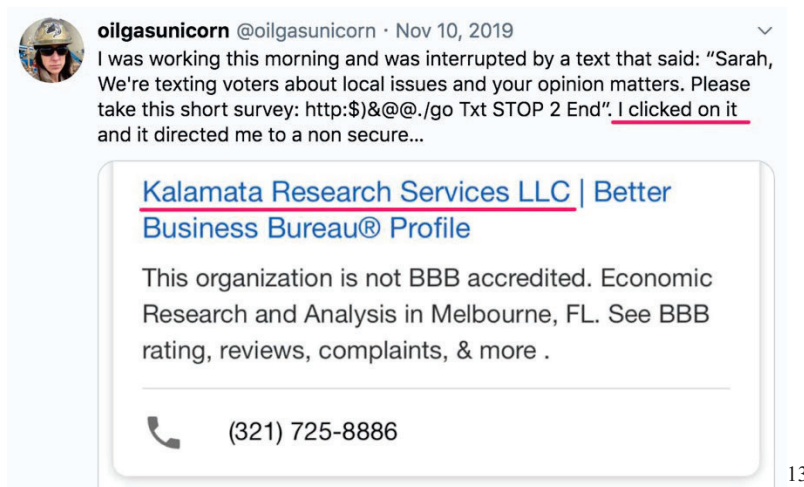 oilgasunicorn @oilgasunicorn · Nov 10, 2019
I was working this morning and was interrupted by a text that said: “Sarah,
We're texting voters about local issues and your opinion matters. Please
take this short survey: http:$)&@@./go Txt STOP 2 End”. I clicked on it
and it directed me to a non secure...
Kalamata Research Services LLC | Better
Business Bureau® Profile
This organization is not BBB accredited. Economic
Research and Analysis in Melbourne, FL. See BBB
rating, reviews, complaints, & more .
(321) 725-8886
13